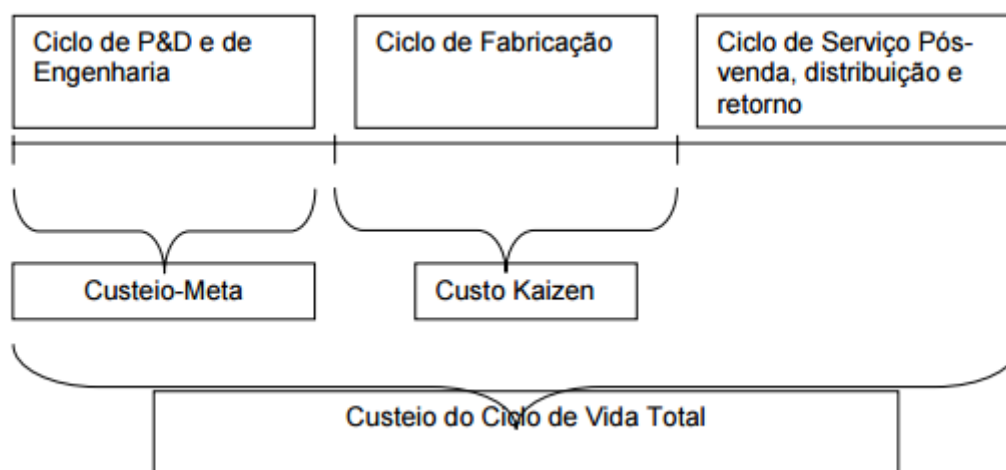 Ciclo de P&D e de
Engenharia
Ciclo de Fabricação
Ciclo de Serviço Pós-
venda, distribuição e
retorno
Custeio-Meta
Custo Kaizen
Custeio do Ciclo de Vida Total